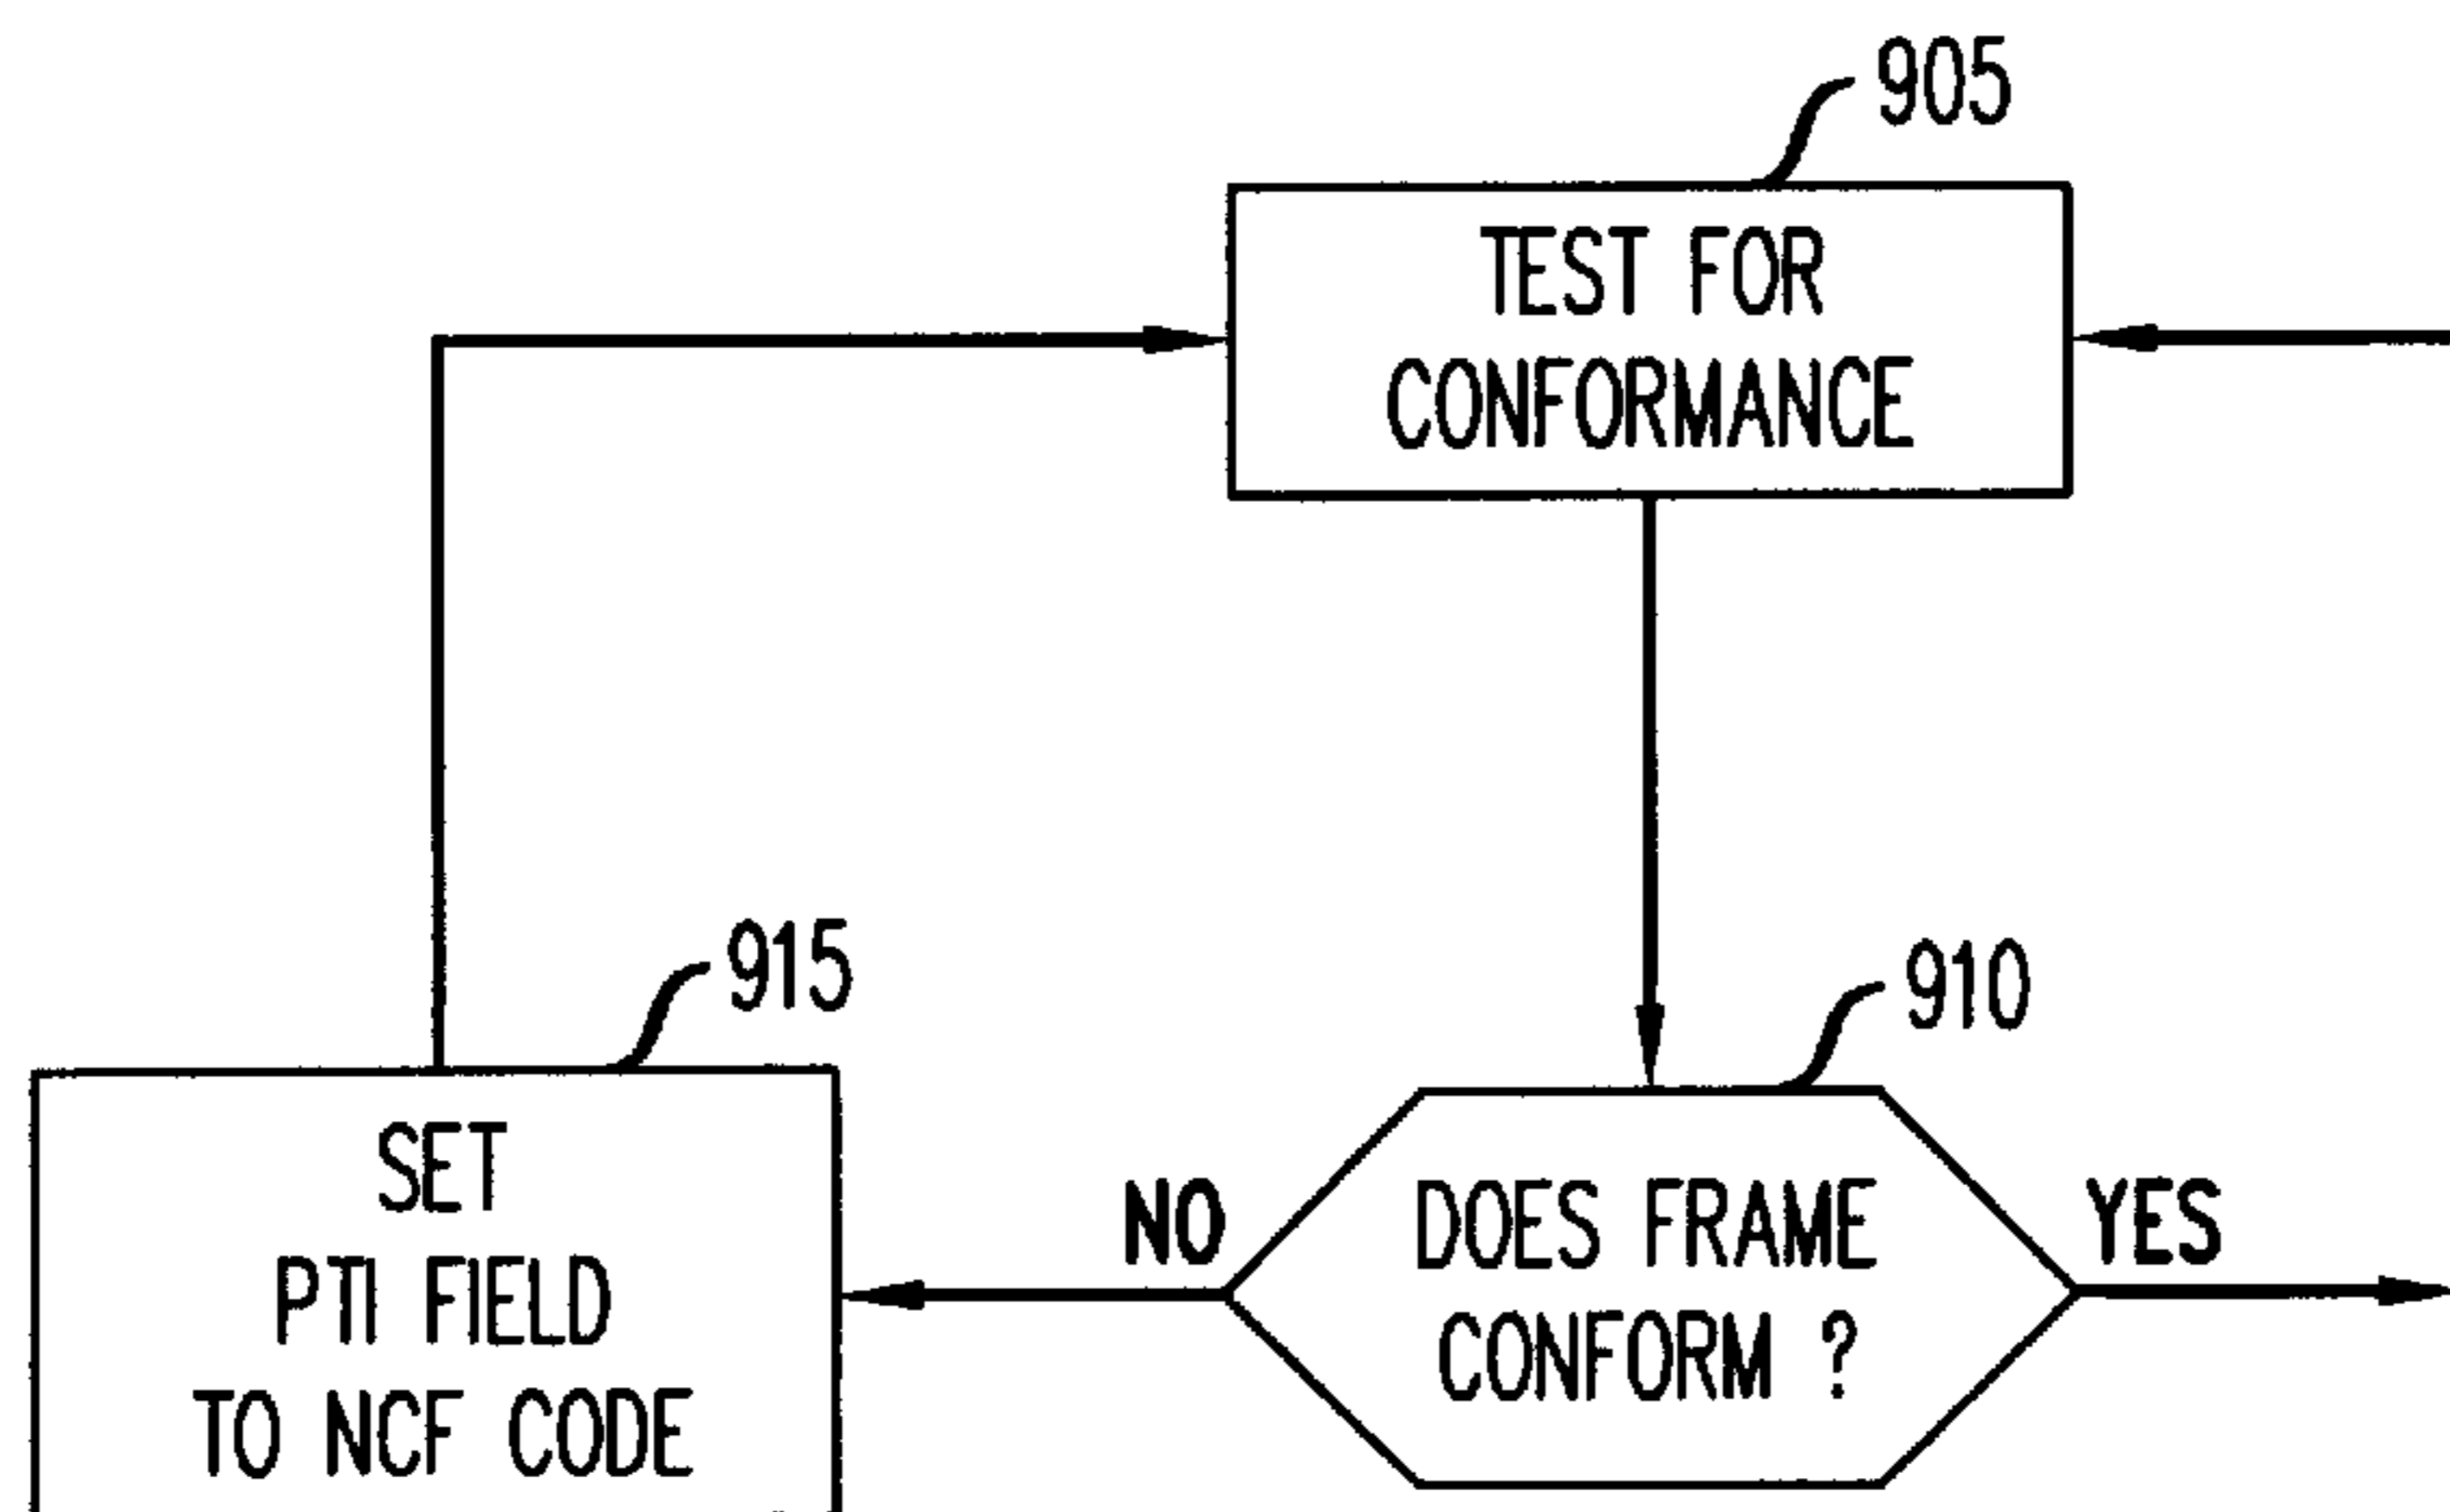 905
TEST FOR
CONFORMANCE
915
910
SET
PTI FIELD
TO NCF CODE
NO
DOES FRAME
CONFORM ?
YES